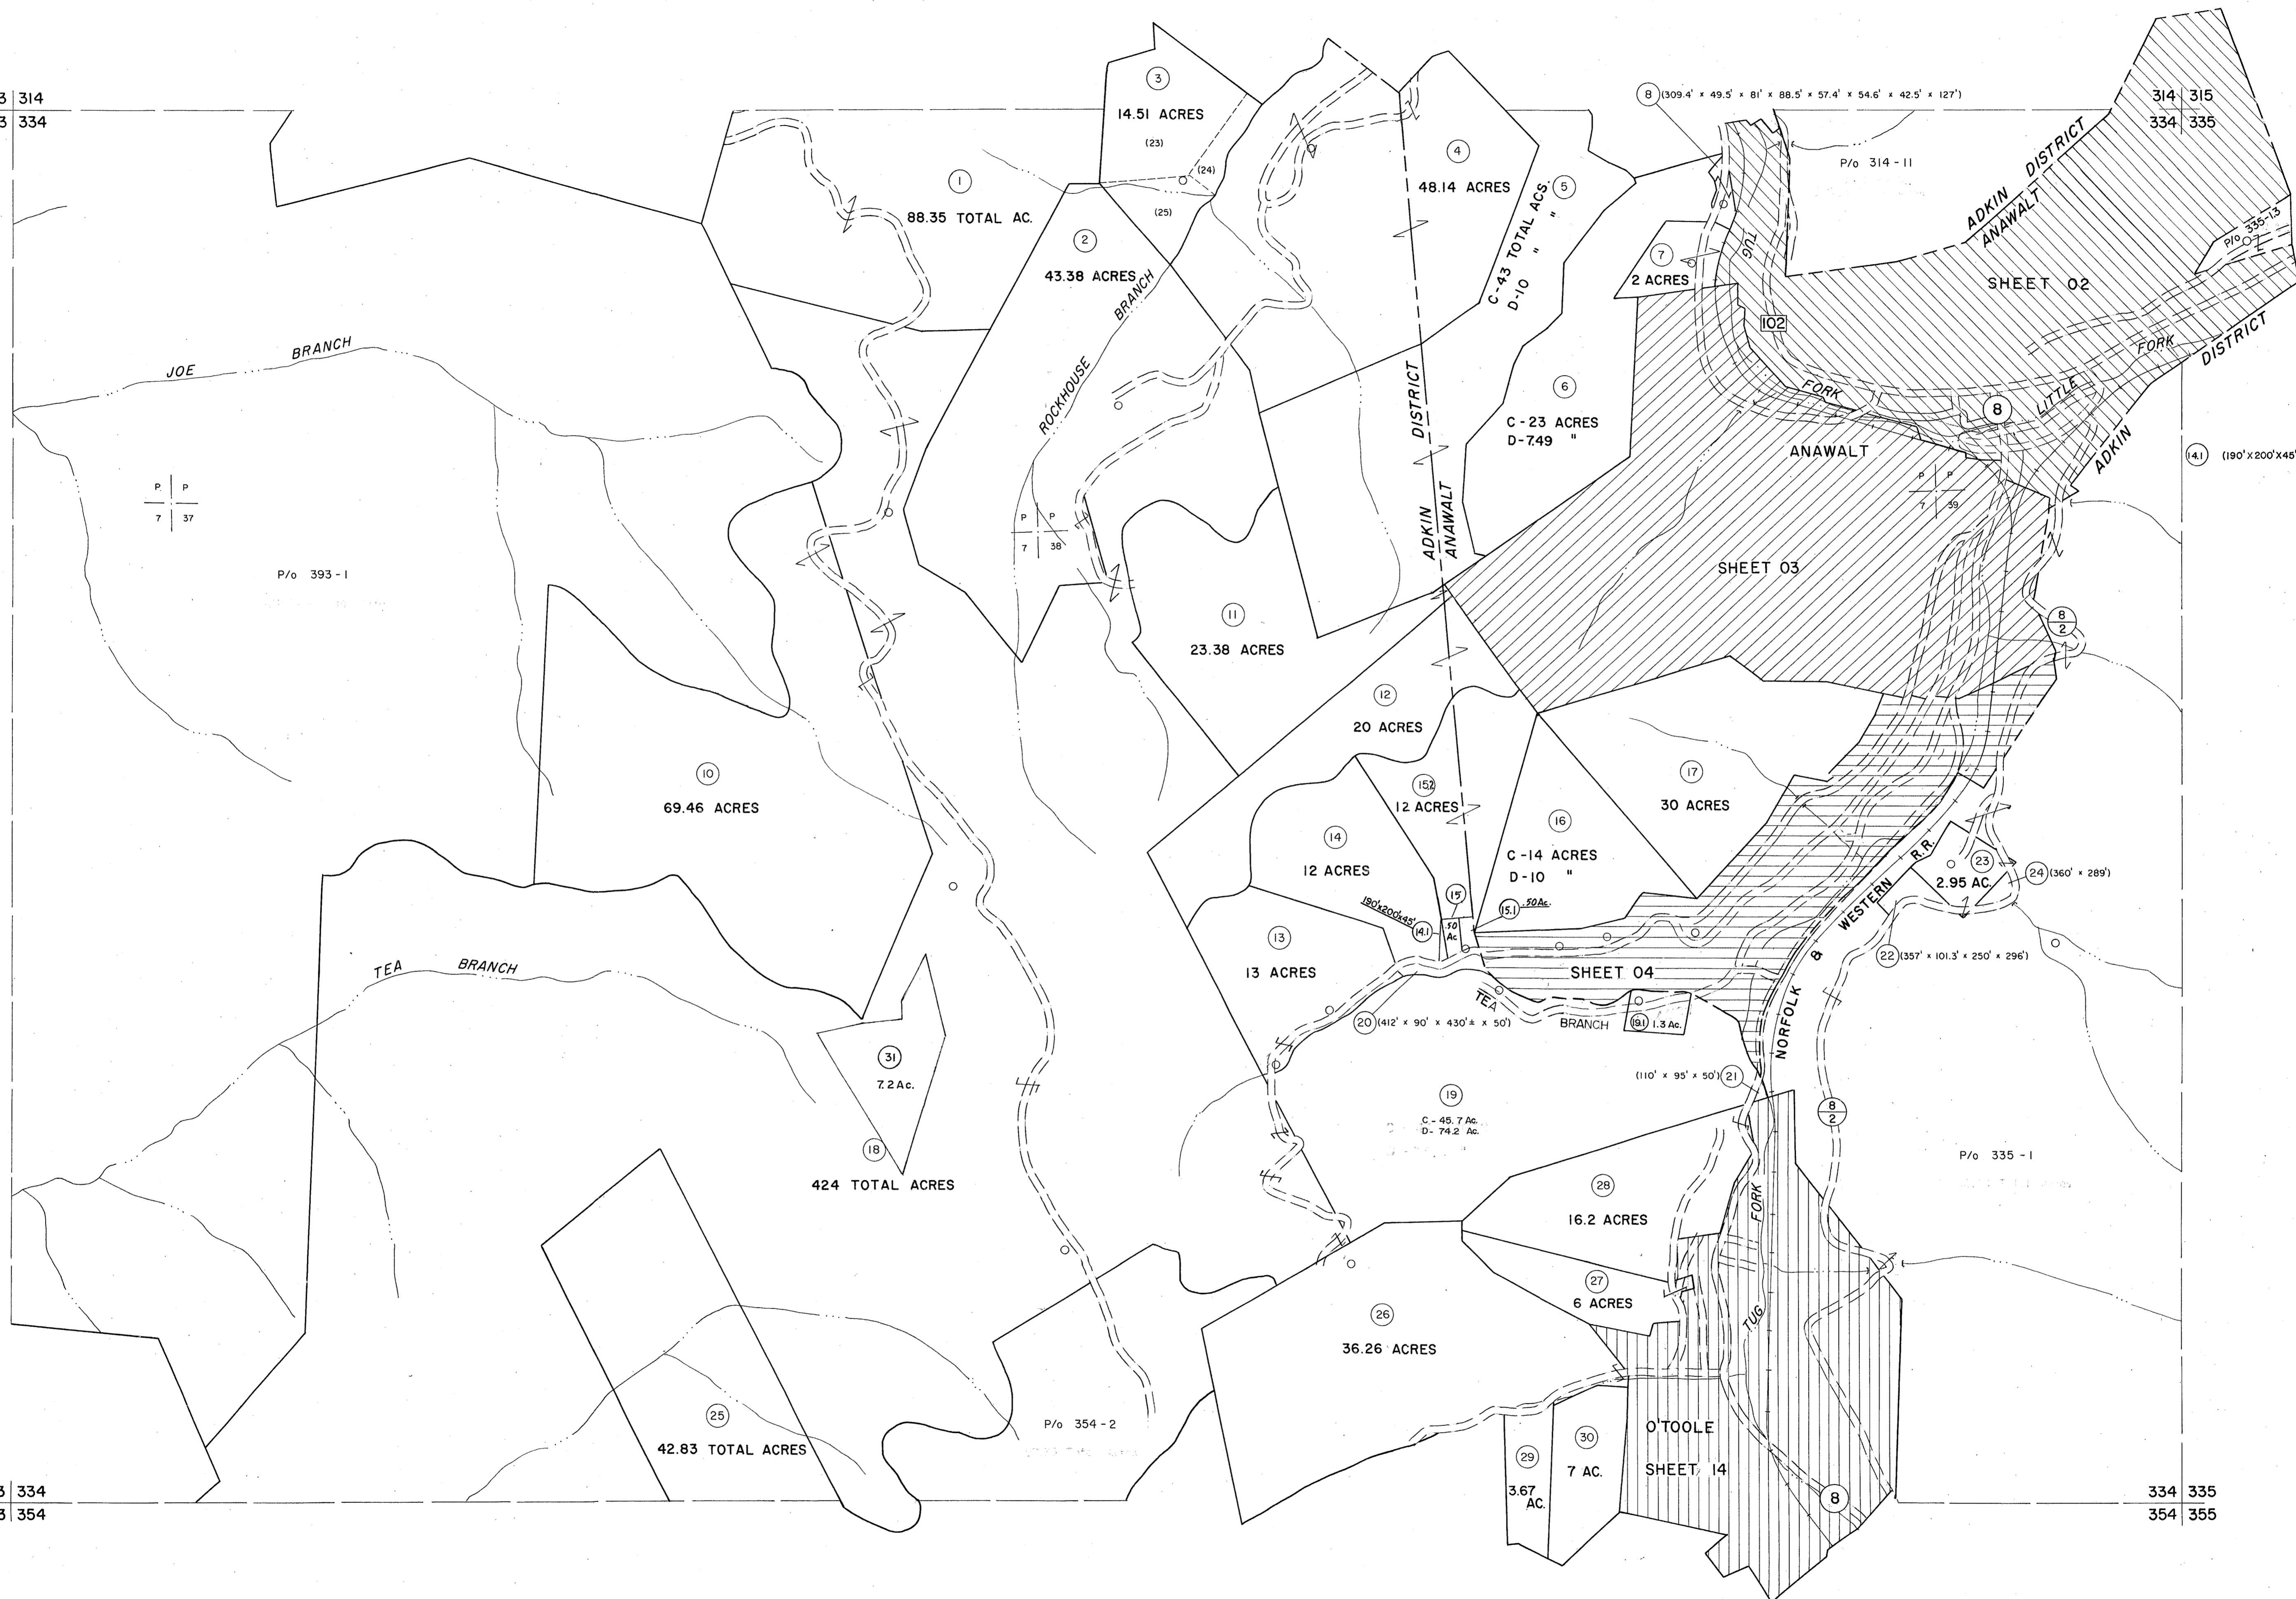 3 314
3 334
314 315
334 335
3
14.51 ACRES
(23)
(24)
(25)
1
88.35 TOTAL AC.
2
43.38 ACRES
ROCKHOUSE BRANCH
4
48.14 ACRES
5
C-43 TOTAL ACS.
D-10 " "
8 (309.4' x 49.5' x 81' x 88.5' x 57.4' x 54.6' x 42.5' x 127')
P/o 314-11
ADKIN DISTRICT
ANAWALT
P/o 335-13
SHEET 02
7
2 ACRES
TUG
102
FORK
8
LITTLE
FORK
ADKIN DISTRICT
JOE BRANCH
6
C-23 ACRES
D-7.49 "
ADKIN DISTRICT
ANAWALT
ANAWALT
P P
7 39
14.1 (190'x200'x45'
P P
7 37
P P
7 38
P/o 393-1
SHEET 03
8
2
11
23.38 ACRES
12
20 ACRES
10
69.46 ACRES
15.2
12 ACRES
17
30 ACRES
14
12 ACRES
16
C-14 ACRES
D-10 "
NORFOLK & WESTERN R.R.
23
2.95 AC.
24 (360' x 289')
190'x200'x45'
14.1
15
.50 Ac
15.1 .50Ac.
13
13 ACRES
22 (357' x 101.3' x 250' x 296')
TEA BRANCH
SHEET 04
20 (412' x 90' x 430'± x 50')
TEA BRANCH
19.1 1.3 Ac.
31
7.2 Ac.
(110' x 95' x 50') 21
19
C-45.7 Ac.
D-74.2 Ac.
8
2
18
424 TOTAL ACRES
P/o 335-1
28
16.2 ACRES
FORK
27
6 ACRES
TUG
26
36.26 ACRES
25
42.83 TOTAL ACRES
P/o 354-2
O'TOOLE
SHEET 14
29
3.67 AC.
30
7 AC.
8
3 334
3 354
334 335
354 355